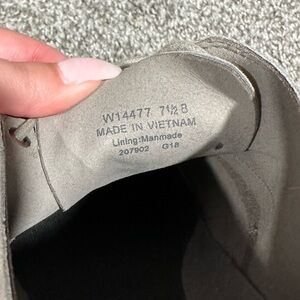 W14477 7½ B
MADE IN VIETNAM
Lining:Manmade
207902 G18